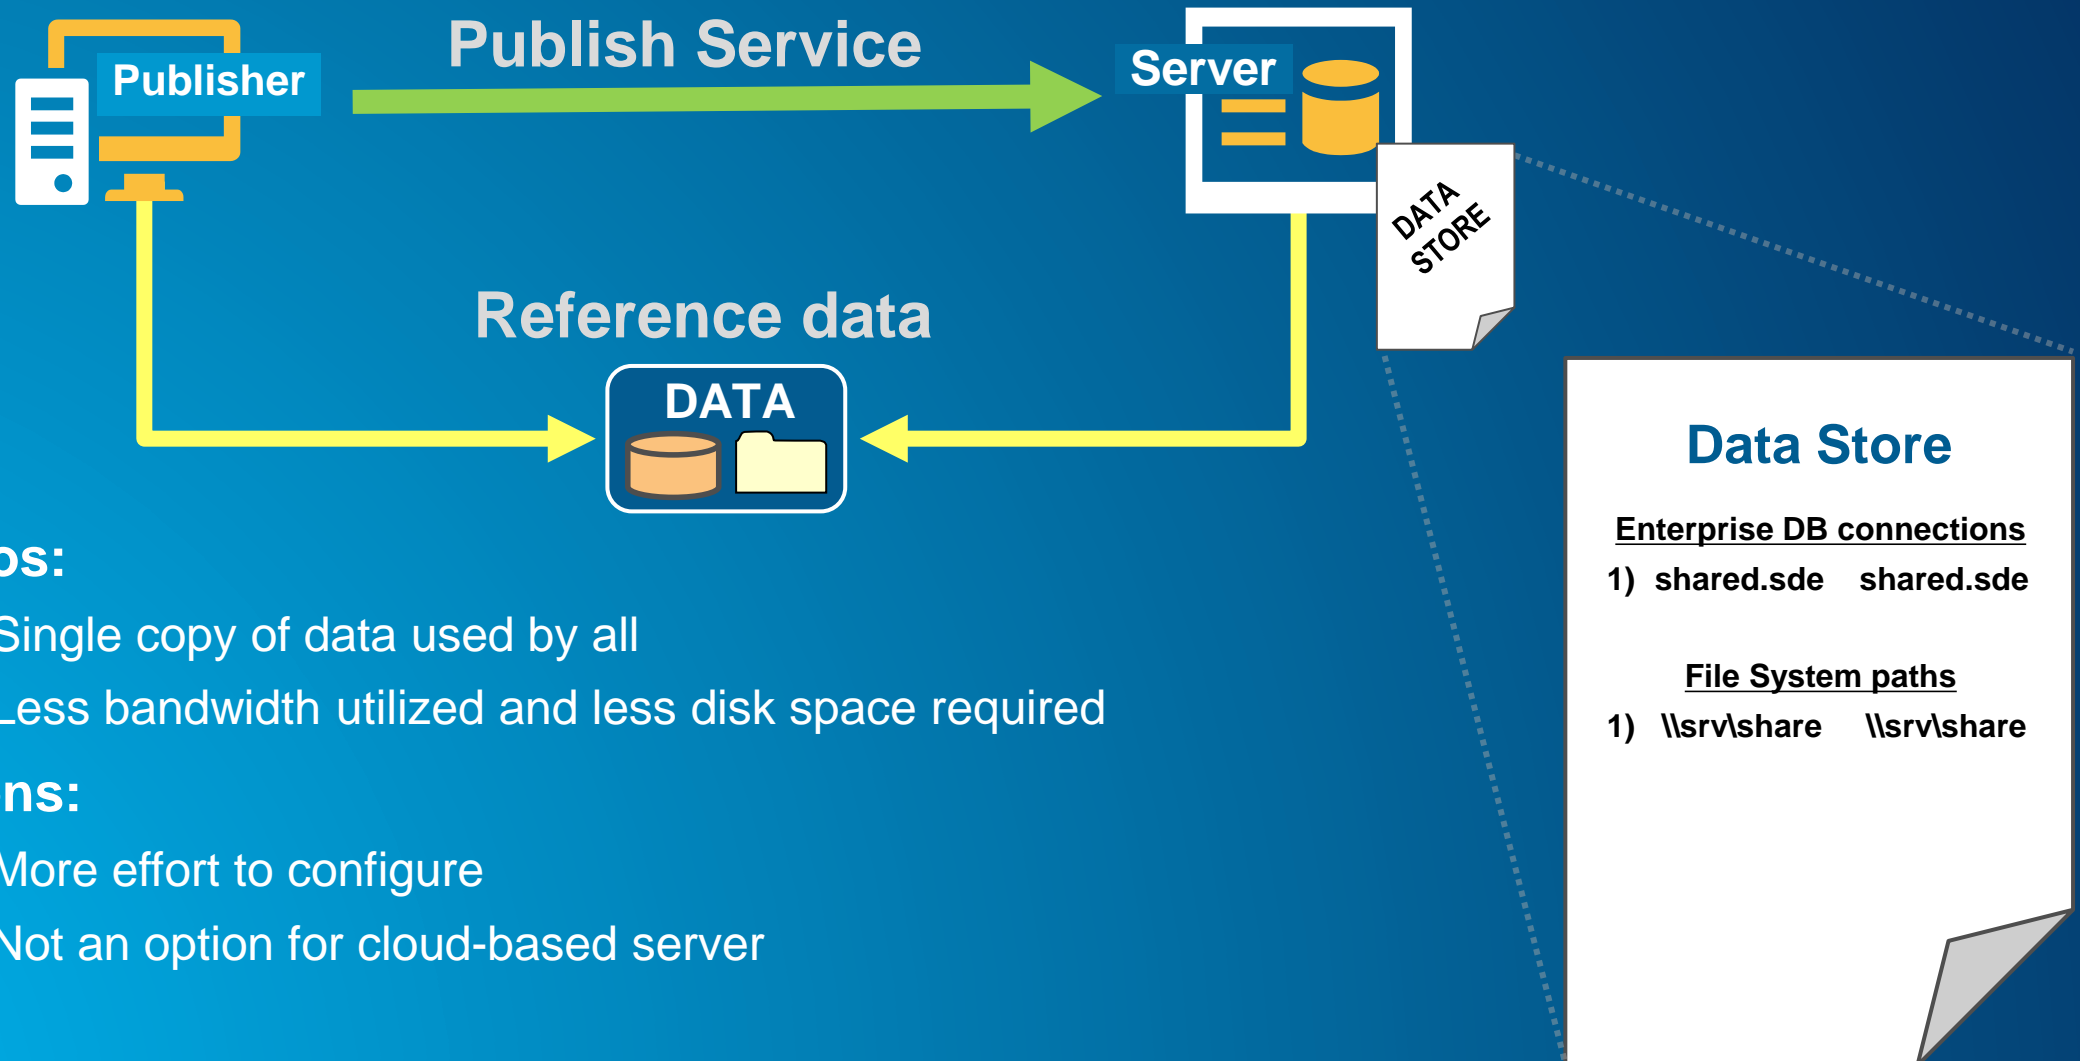 Publish Service
Publisher
Server
DATA
STORE
Reference data
DATA
os:
Single copy of data used by all
Less bandwidth utilized and less disk space required
ns:
More effort to configure
Not an option for cloud-based server
Data Store
Enterprise DB connections
1) shared.sde shared.sde
File System paths
1) \\srv\share \\srv\share